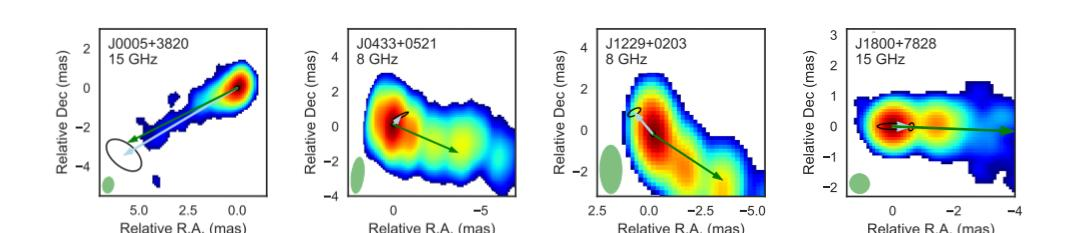 J0005+3820
15 GHz
Relative Dec (mas)
2
0
−2
−4
5.0 2.5 0.0
Relative R.A. (mas)
J0433+0521
8 GHz
Relative Dec (mas)
4
2
0
−2
−4
0 −5
Relative R.A. (mas)
J1229+0203
8 GHz
Relative Dec (mas)
4
2
0
−2
2.5 0.0 −2.5 −5.0
Relative R.A. (mas)
J1800+7828
15 GHz
Relative Dec (mas)
3
2
1
0
−1
−2
0 −2 −4
Relative R.A. (mas)